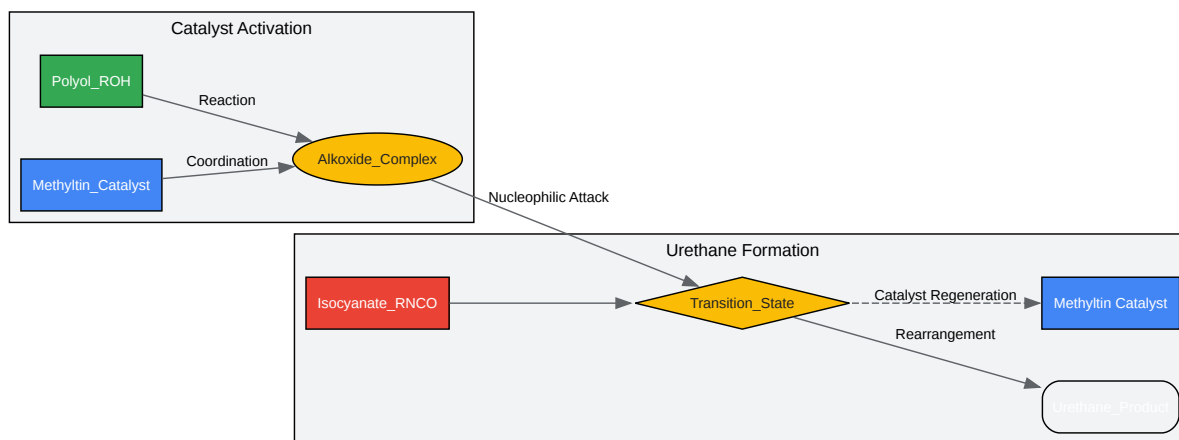 Catalyst Activation
Polyol_ROH
Reaction
Methyltin_Catalyst
Coordination
Alkoxide_Complex
Nucleophilic Attack
Urethane Formation
Isocyanate_RNCO
Transition_State
Catalyst Regeneration
Methyltin Catalyst
Rearrangement
Urethane_Product